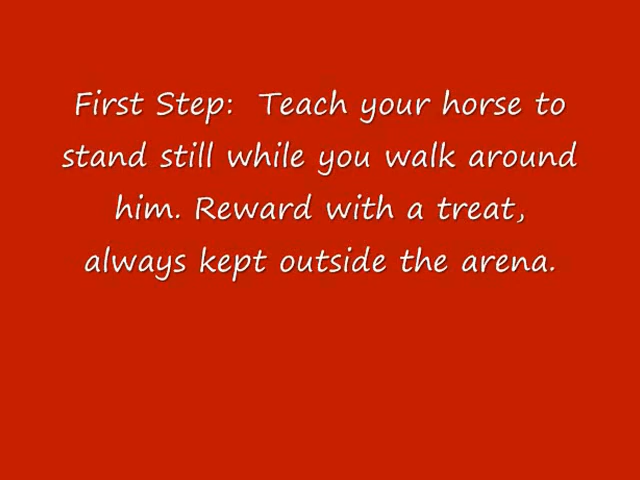 First Step:  Teach your horse to
stand still while you walk around
him. Reward with a treat,
always kept outside the arena.